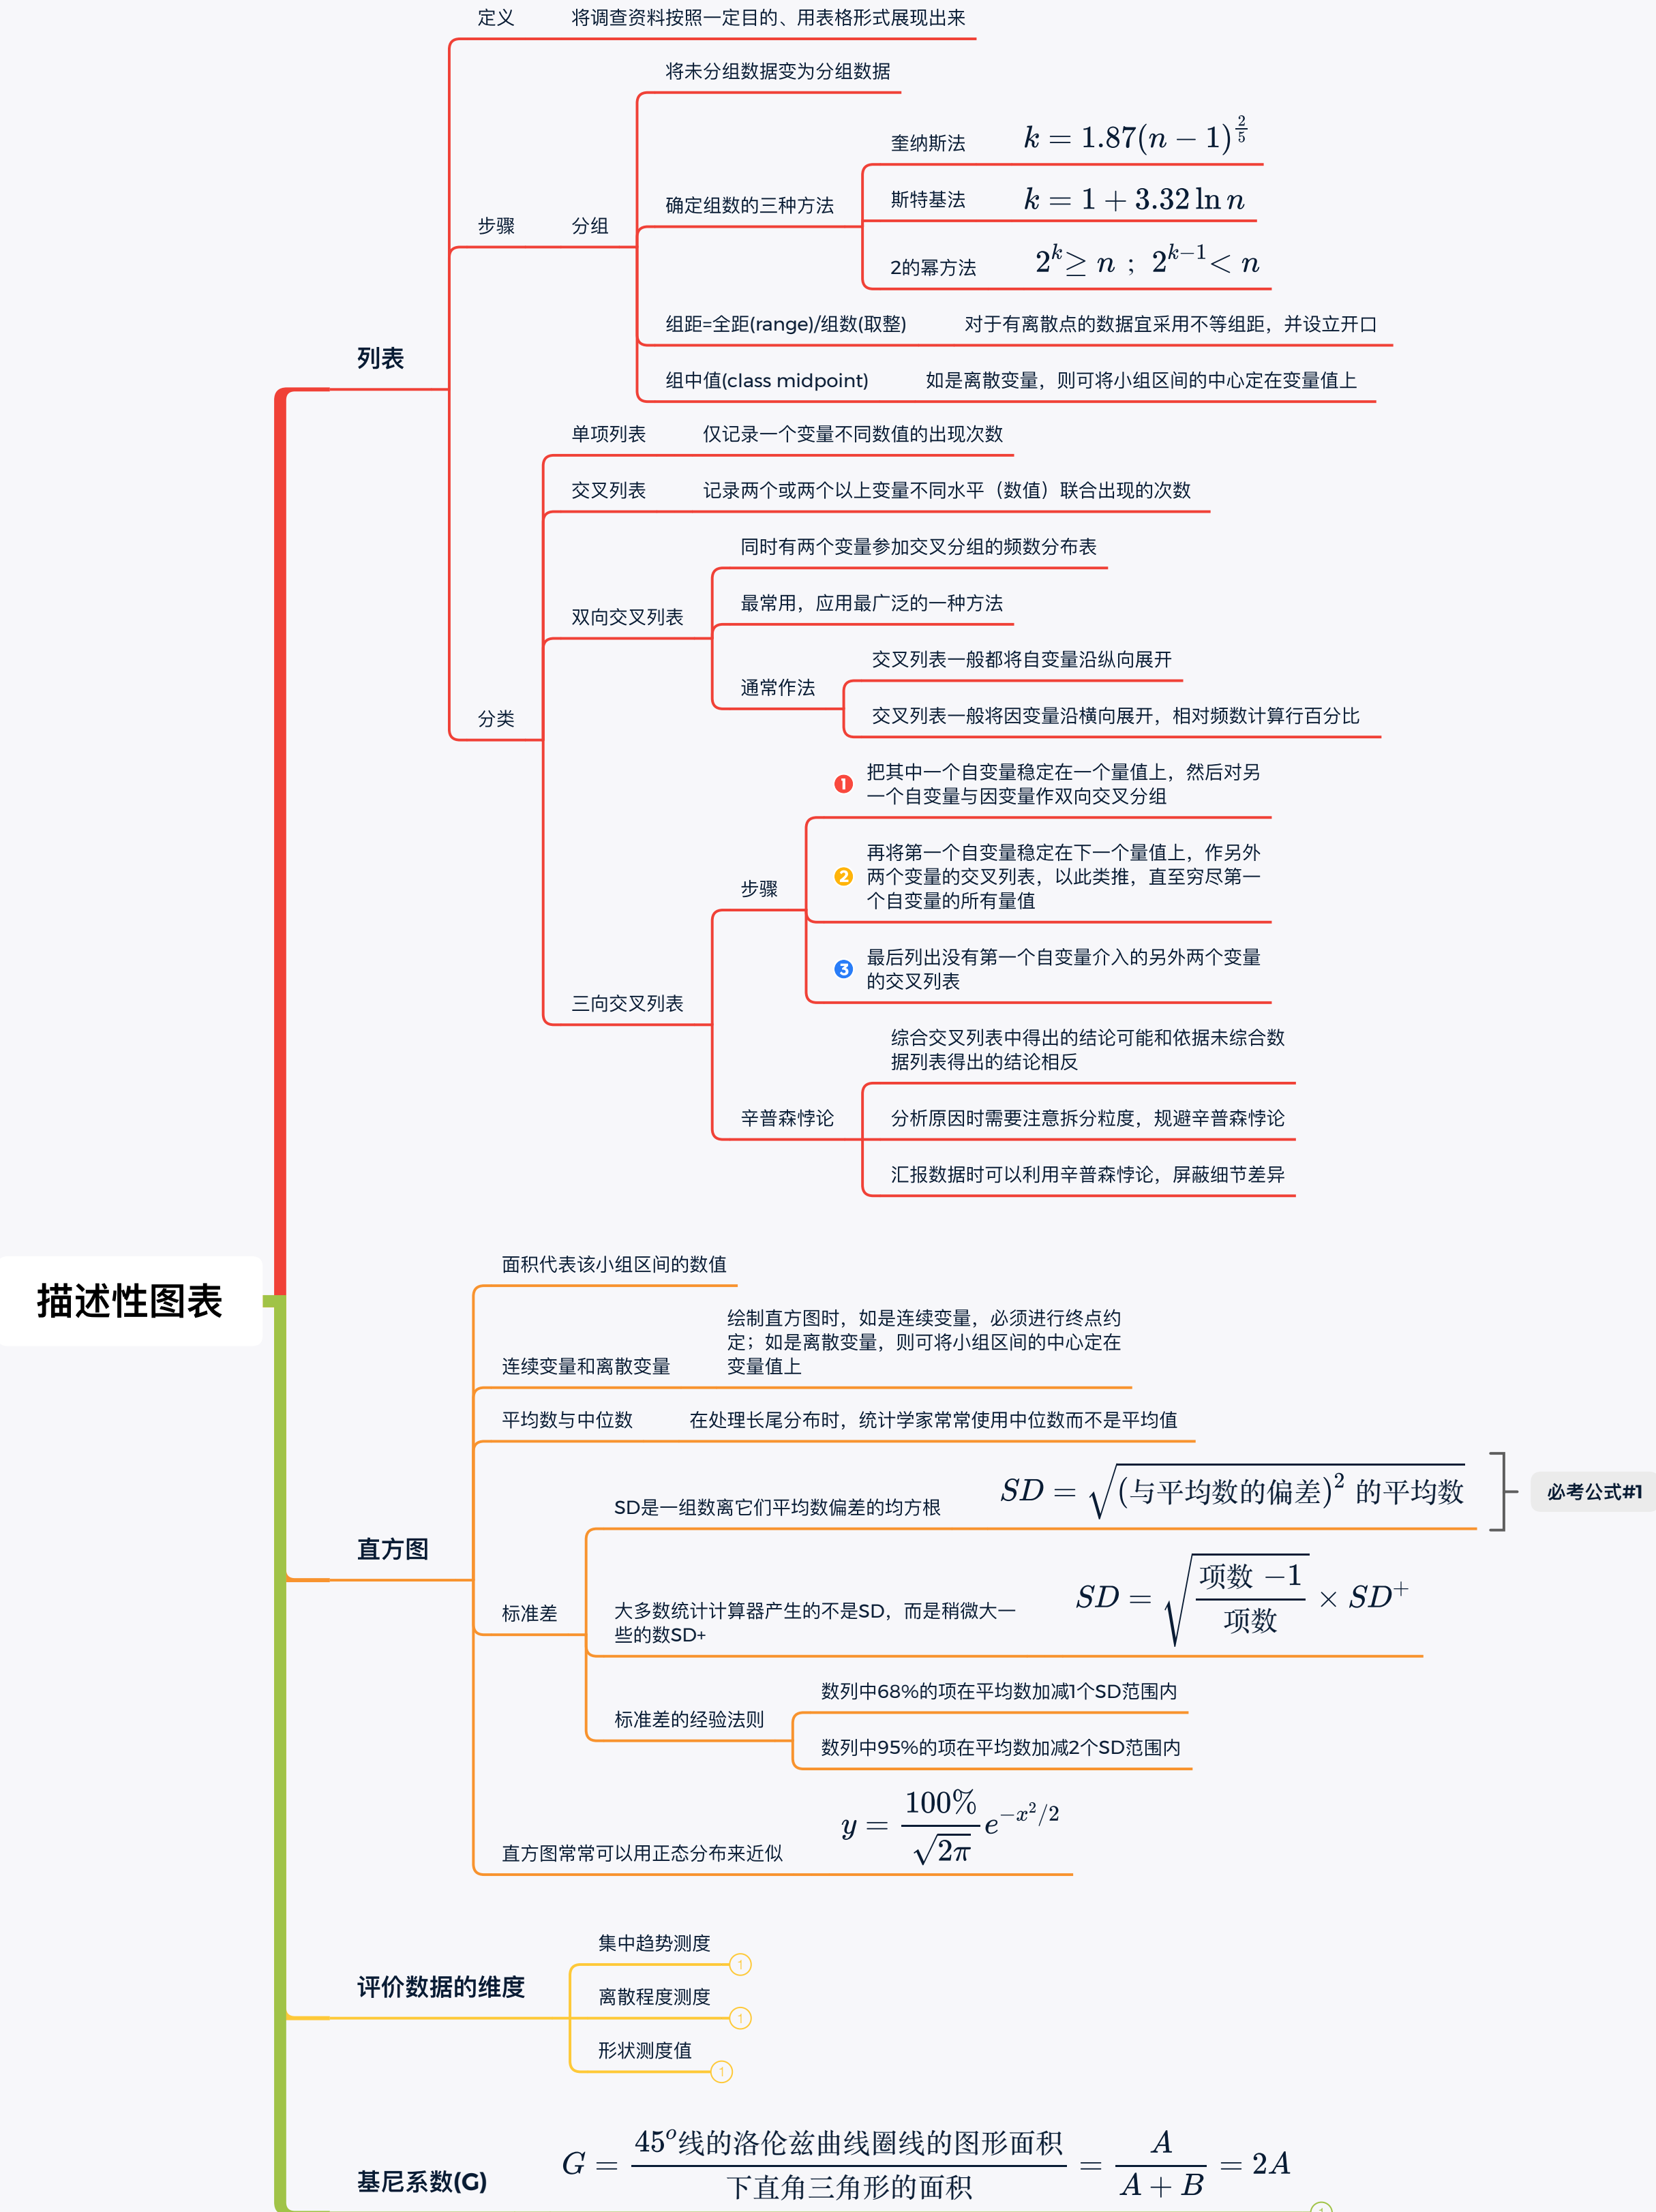 描述性图表
列表
定义
将调查资料按照一定目的、用表格形式展现出来
步骤
分组
将未分组数据变为分组数据
确定组数的三种方法
奎纳斯法
k = 1.87(n − 1)^{2/5}
斯特基法
k = 1 + 3.32 ln n
2的幂方法
2^k ≥ n ; 2^{k−1} < n
组距=全距(range)/组数(取整)
对于有离散点的数据宜采用不等组距，并设立开口
组中值(class midpoint)
如是离散变量，则可将小组区间的中心定在变量值上
分类
单项列表
仅记录一个变量不同数值的出现次数
交叉列表
记录两个或两个以上变量不同水平（数值）联合出现的次数
双向交叉列表
同时有两个变量参加交叉分组的频数分布表
最常用，应用最广泛的一种方法
通常作法
交叉列表一般都将自变量沿纵向展开
交叉列表一般将因变量沿横向展开，相对频数计算行百分比
三向交叉列表
步骤
1
把其中一个自变量稳定在一个量值上，然后对另
一个自变量与因变量作双向交叉分组
2
再将第一个自变量稳定在下一个量值上，作另外
两个变量的交叉列表，以此类推，直至穷尽第一
个自变量的所有量值
3
最后列出没有第一个自变量介入的另外两个变量
的交叉列表
辛普森悖论
综合交叉列表中得出的结论可能和依据未综合数
据列表得出的结论相反
分析原因时需要注意拆分粒度，规避辛普森悖论
汇报数据时可以利用辛普森悖论，屏蔽细节差异
直方图
面积代表该小组区间的数值
连续变量和离散变量
绘制直方图时，如是连续变量，必须进行终点约
定；如是离散变量，则可将小组区间的中心定在
变量值上
平均数与中位数
在处理长尾分布时，统计学家常常使用中位数而不是平均值
标准差
SD是一组数离它们平均数偏差的均方根
SD = √((与平均数的偏差)² 的平均数)
必考公式#1
大多数统计计算器产生的不是SD，而是稍微大一
些的数SD+
SD = √(项数 −1 / 项数) × SD⁺
标准差的经验法则
数列中68%的项在平均数加减1个SD范围内
数列中95%的项在平均数加减2个SD范围内
直方图常常可以用正态分布来近似
y = 100% / √(2π) e^{−x²/2}
评价数据的维度
集中趋势测度
1
离散程度测度
1
形状测度值
1
基尼系数(G)
G = 45°线的洛伦兹曲线圈线的图形面积 / 下直角三角形的面积 = A / (A + B) = 2A